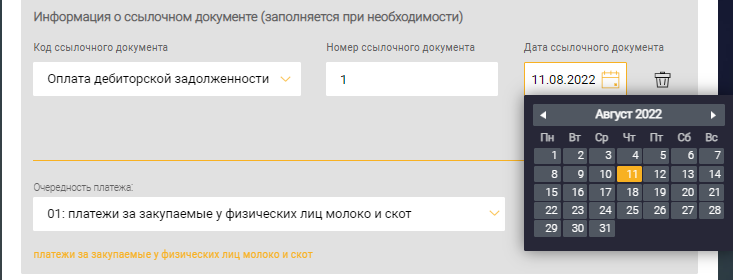 Информация о ссылочном документе (заполняется при необходимости)
Код ссылочного документа Номер ссылочного документа Дата ссылочного документа
Оплата дебиторской задолженности 1 11.08.2022
Август 2022
Пн Вт Ср Чт Пт Сб Вс
1 2 3 4 5 6 7
8 9 10 11 12 13 14
15 16 17 18 19 20 21
22 23 24 25 26 27 28
29 30 31
Очередность платежа:
01: платежи за закупаемые у физических лиц молоко и скот
платежи за закупаемые у физических лиц молоко и скот